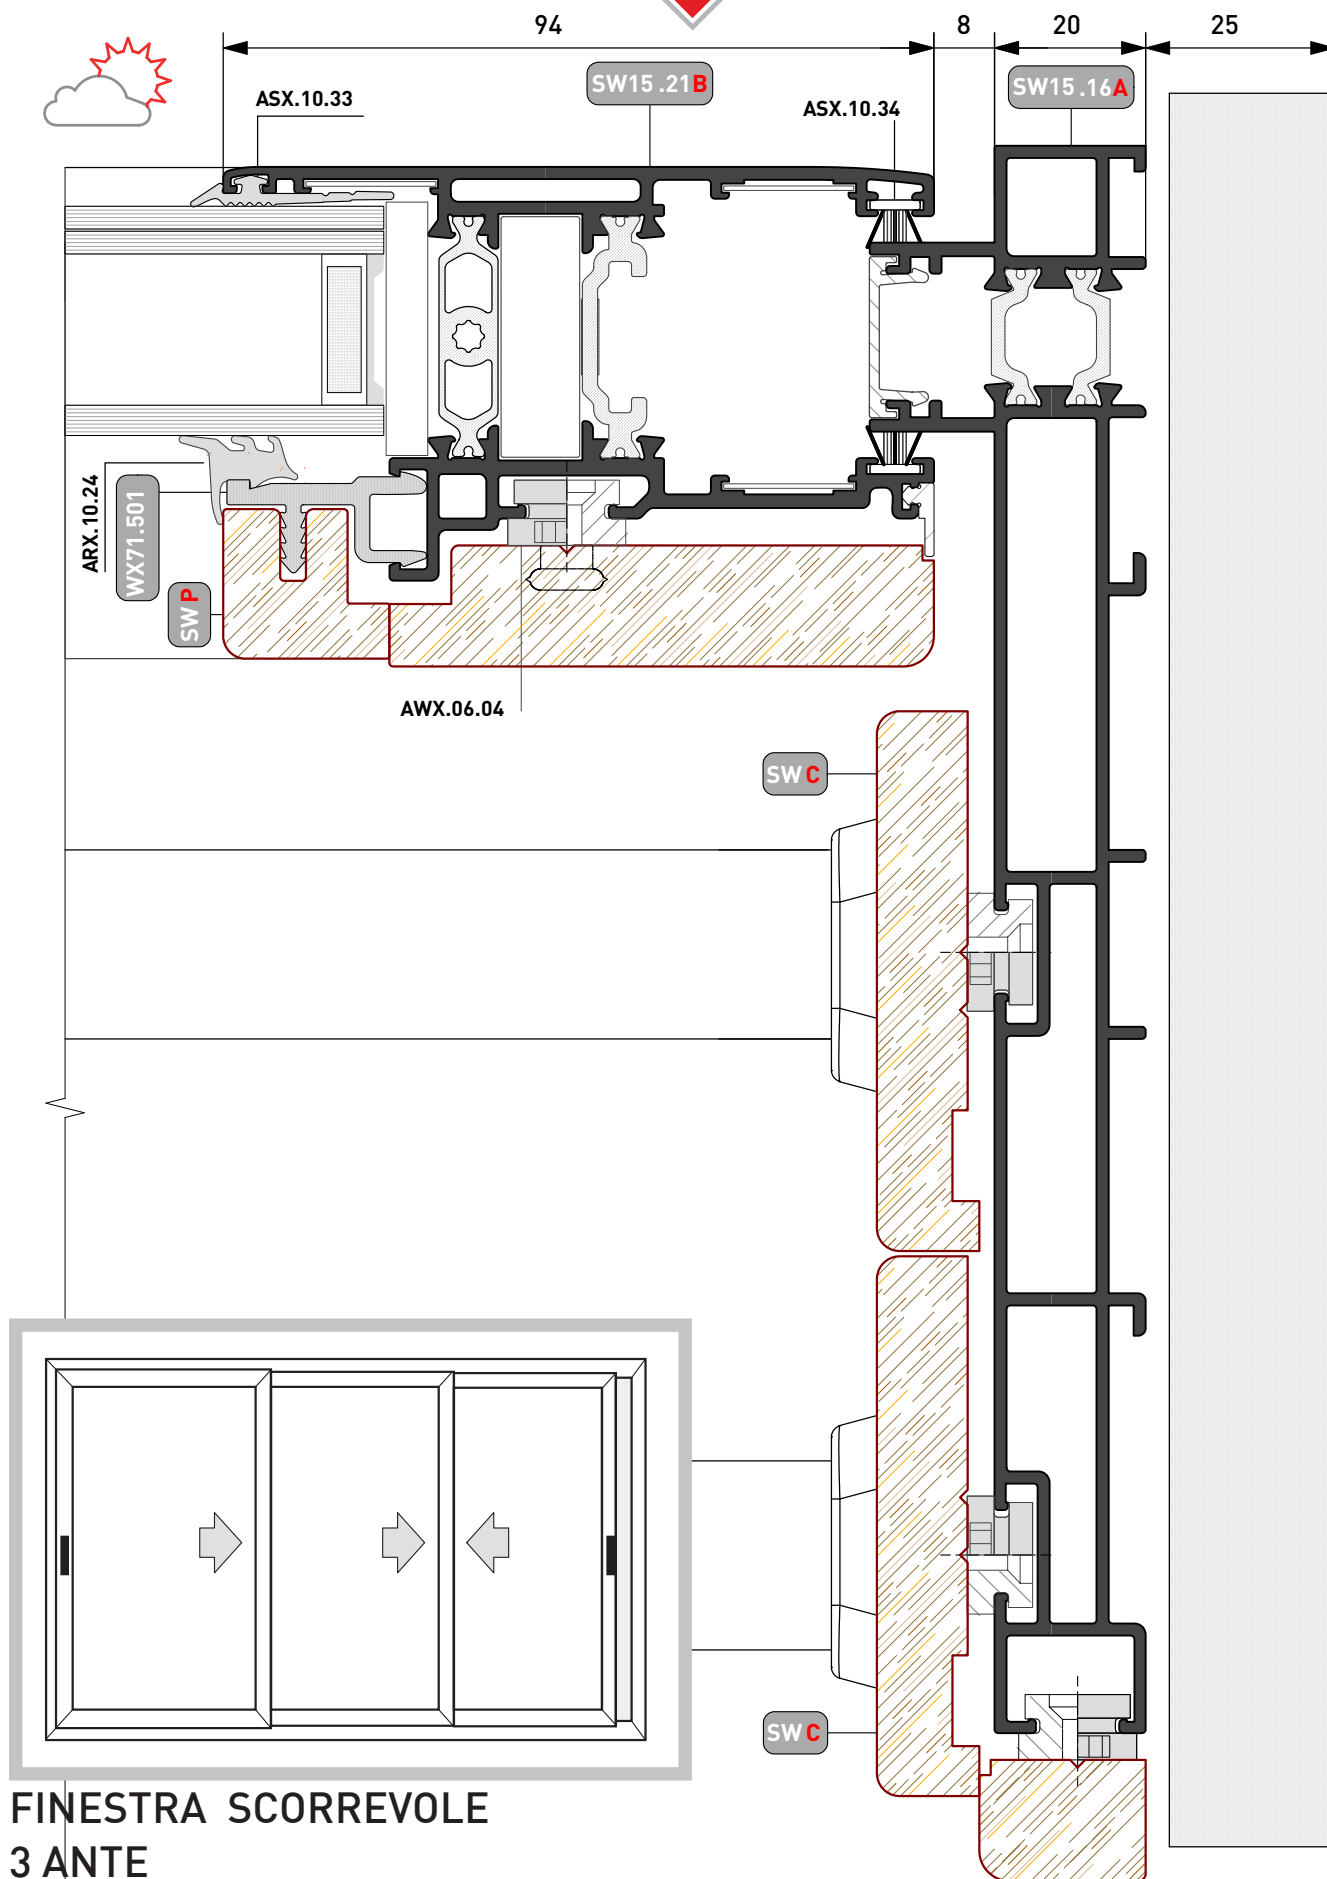 94
8
20
25
SW15.21B
SW15.16A
ASX.10.33
ASX.10.34
ARX.10.24
WX71.501
SW P
AWX.06.04
SW C
SW C
FINESTRA SCORREVOLE
3 ANTE